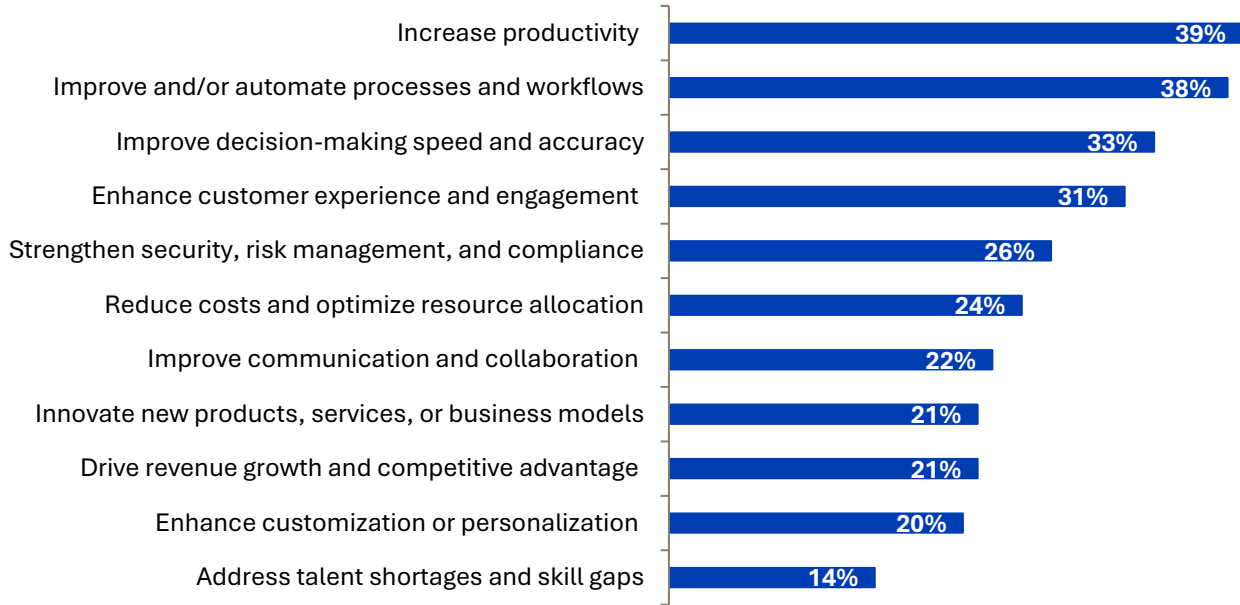 Increase productivity 39%
Improve and/or automate processes and workflows 38%
Improve decision-making speed and accuracy 33%
Enhance customer experience and engagement 31%
Strengthen security, risk management, and compliance 26%
Reduce costs and optimize resource allocation 24%
Improve communication and collaboration 22%
Innovate new products, services, or business models 21%
Drive revenue growth and competitive advantage 21%
Enhance customization or personalization 20%
Address talent shortages and skill gaps 14%